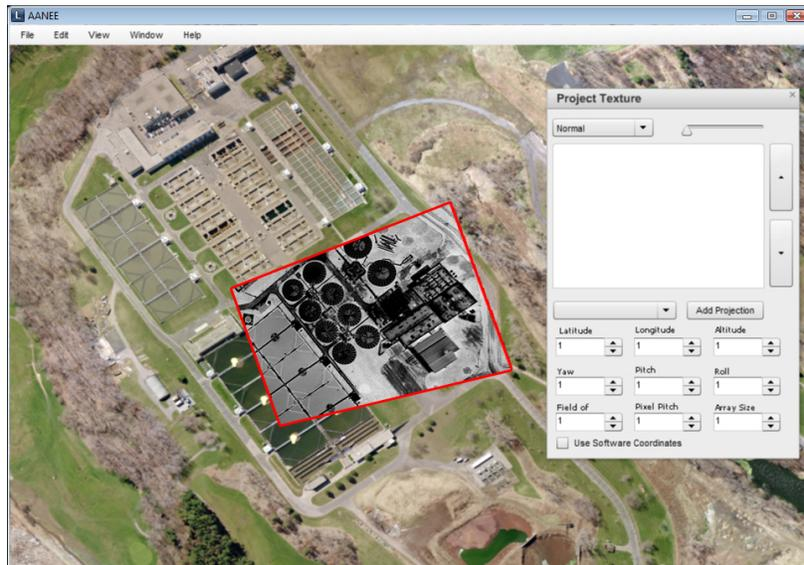 L AANEE
File Edit View Window Help
Project Texture
Normal
Add Projection
Latitude Longitude Altitude
1 1 1
Yaw Pitch Roll
1 1 1
Field of Pixel Pitch Array Size
1 1 1
Use Software Coordinates